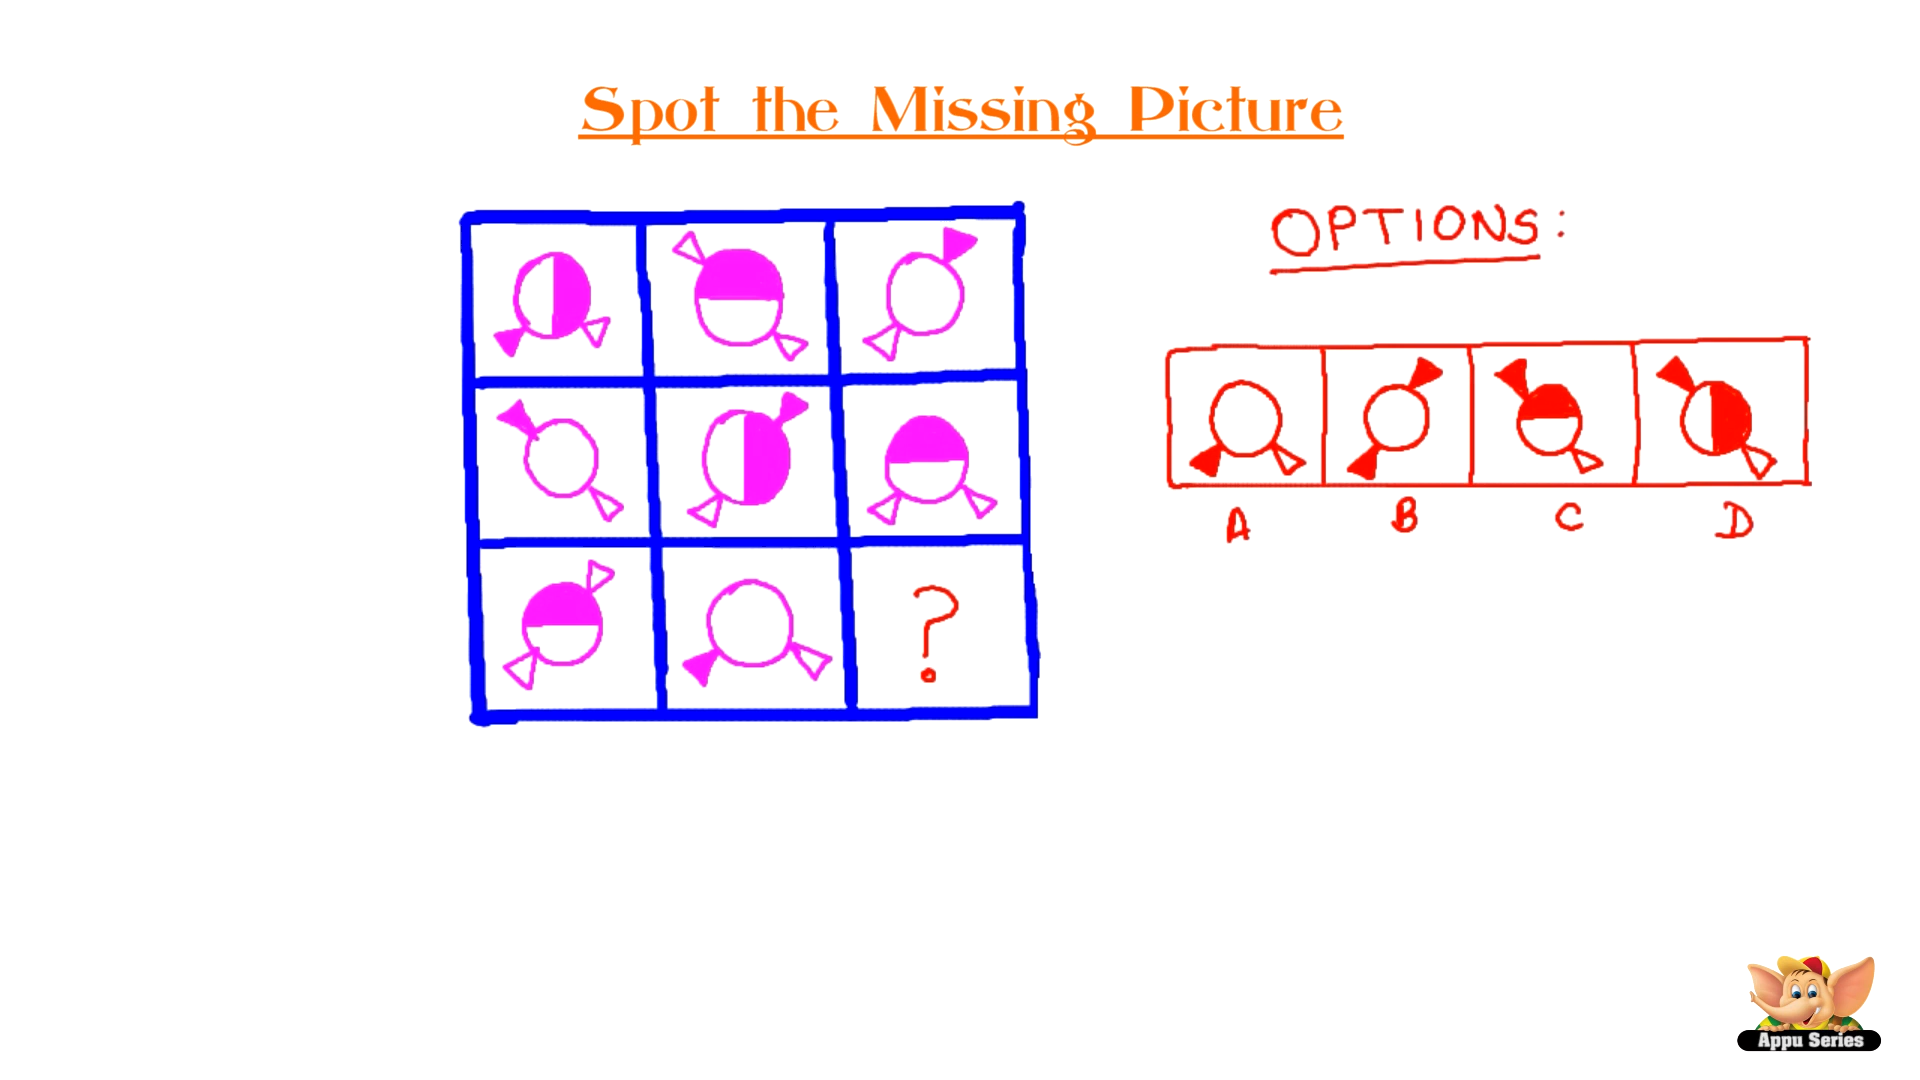 Spot the Missing Picture
OPTIONS:
?
A B C D
Appu Series